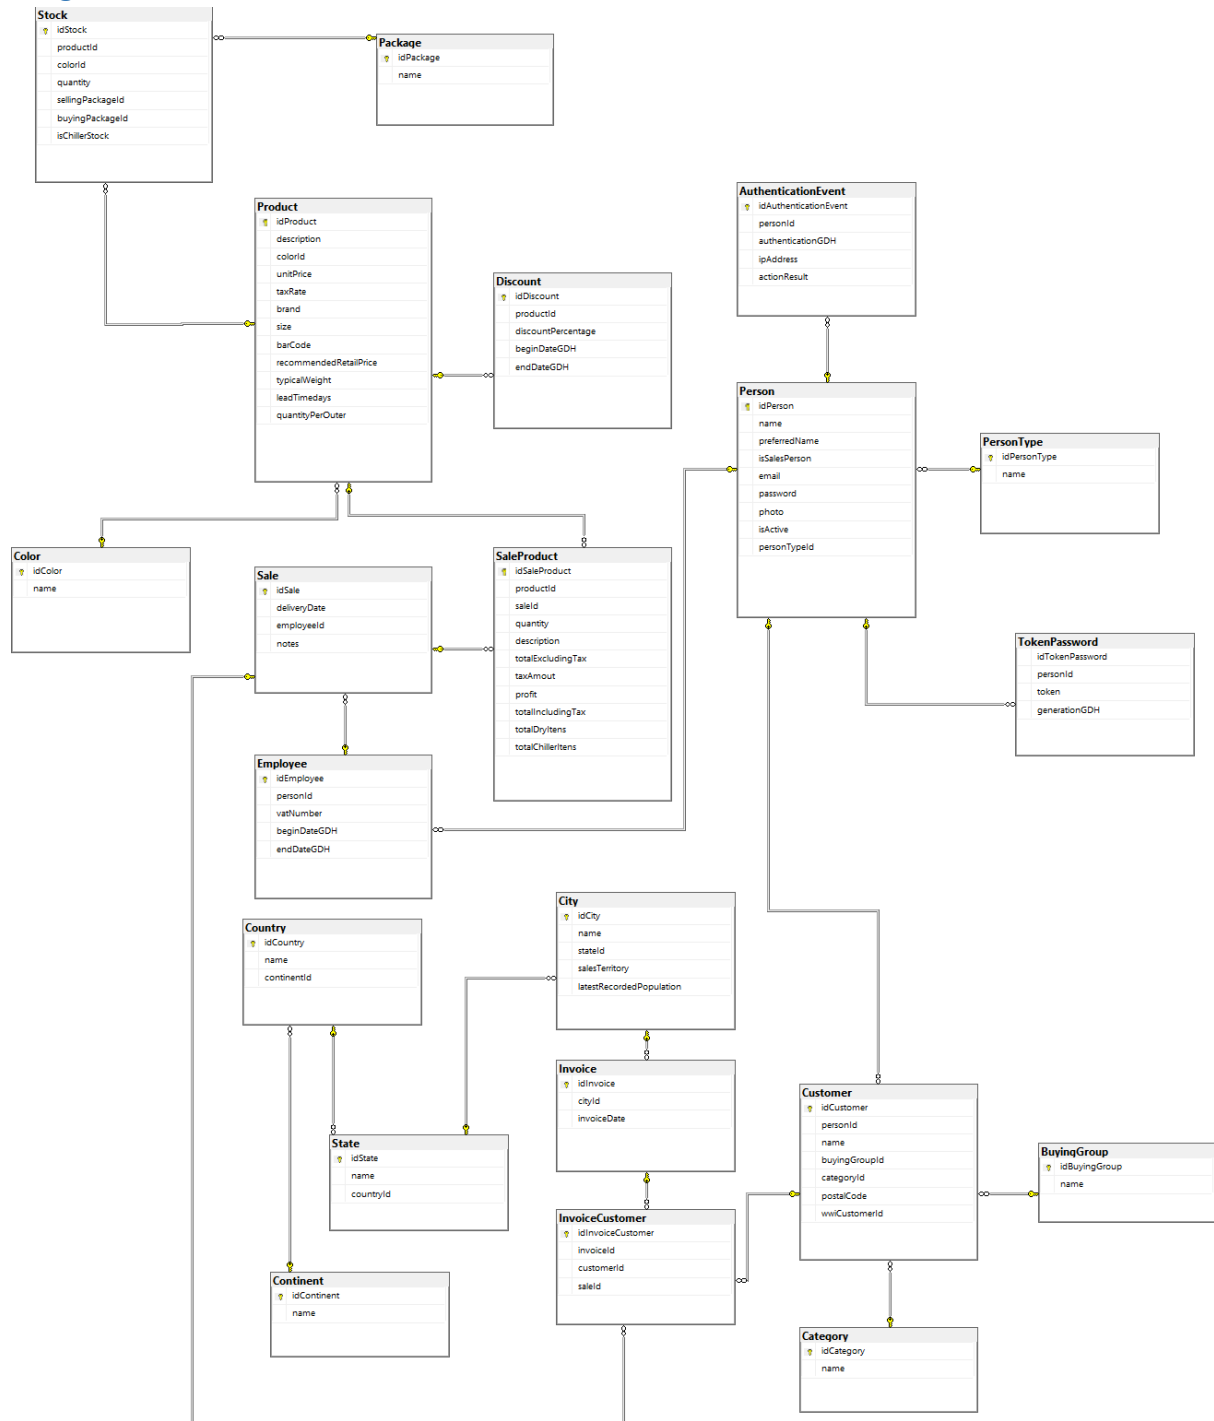 Stock
idStock
productId
colorId
quantity
sellingPackageId
buyingPackageId
isChillerStock
Package
idPackage
name
Product
idProduct
description
colorId
unitPrice
taxRate
brand
size
barCode
recommendedRetailPrice
typicalWeight
leadTimedays
quantityPerOuter
Discount
idDiscount
productId
discountPercentage
beginDateGDH
endDateGDH
AuthenticationEvent
idAuthenticationEvent
personId
authenticationGDH
ipAddress
actionResult
Person
idPerson
name
preferredName
isSalesPerson
email
password
photo
isActive
personTypeId
PersonType
idPersonType
name
Color
idColor
name
Sale
idSale
deliveryDate
employeeId
notes
SaleProduct
idSaleProduct
productId
saleId
quantity
description
totalExcludingTax
taxAmout
profit
totalIncludingTax
totalDryItens
totalChillerItens
TokenPassword
idTokenPassword
personId
token
generationGDH
Employee
idEmployee
personId
vatNumber
beginDateGDH
endDateGDH
Country
idCountry
name
continentId
City
idCity
name
stateId
salesTerritory
latestRecordedPopulation
Invoice
idInvoice
cityId
invoiceDate
State
idState
name
countryId
Customer
idCustomer
personId
name
buyingGroupId
categoryId
postalCode
wwiCustomerId
BuyingGroup
idBuyingGroup
name
InvoiceCustomer
idInvoiceCustomer
invoiceId
customerId
saleId
Continent
idContinent
name
Category
idCategory
name